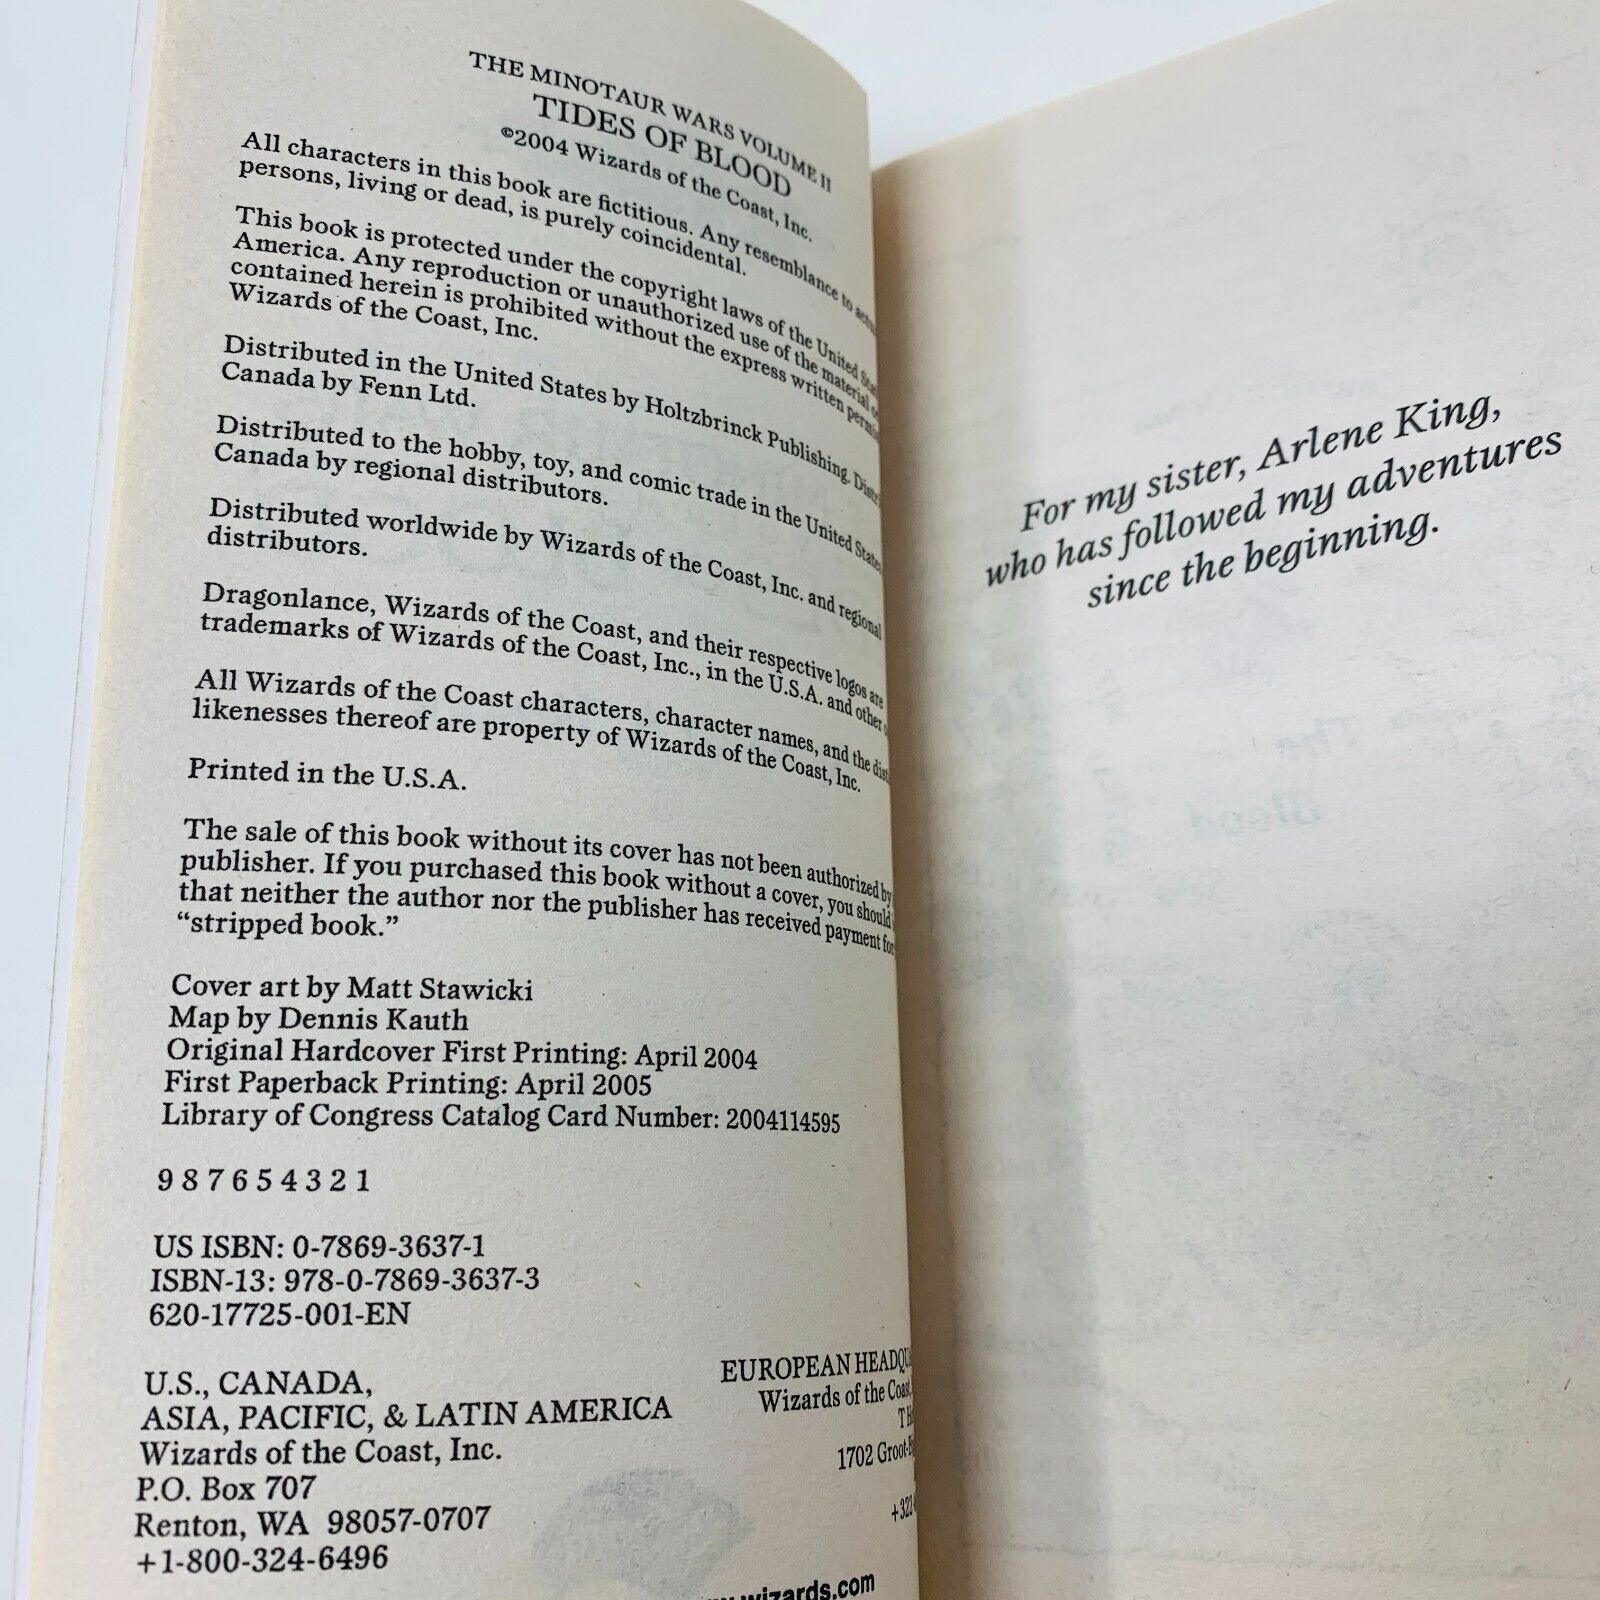 THE MINOTAUR WARS VOLUME II
TIDES OF BLOOD
©2004 Wizards of the Coast, Inc.
All characters in this book are fictitious. Any resemblance to
persons, living or dead, is purely coincidental.
This book is protected under the copyright laws of the United
America. Any reproduction or unauthorized use of the material
contained herein is prohibited without the express written
Wizards of the Coast, Inc.
Distributed in the United States by Holtzbrinck Publishing.
Canada by Fenn Ltd.
Distributed to the hobby, toy, and comic trade in the United States
Canada by regional distributors.
Distributed worldwide by Wizards of the Coast, Inc. and regional
distributors.
Dragonlance, Wizards of the Coast, and their respective logos are
trademarks of Wizards of the Coast, Inc., in the U.S.A. and other
All Wizards of the Coast characters, character names, and the
likenesses thereof are property of Wizards of the Coast, Inc.
Printed in the U.S.A.
The sale of this book without its cover has not been authorized by
publisher. If you purchased this book without a cover, you should
that neither the author nor the publisher has received payment for
“stripped book.”
Cover art by Matt Stawicki
Map by Dennis Kauth
Original Hardcover First Printing: April 2004
First Paperback Printing: April 2005
Library of Congress Catalog Card Number: 2004114595
9 8 7 6 5 4 3 2 1
US ISBN: 0-7869-3637-1
ISBN-13: 978-0-7869-3637-3
620-17725-001-EN
U.S., CANADA,
ASIA, PACIFIC, & LATIN AMERICA
Wizards of the Coast, Inc.
P.O. Box 707
Renton, WA 98057-0707
+1-800-324-6496
EUROPEAN
Wizards of the Coast,
1702
www.wizards.com
For my sister, Arlene King,
who has followed my adventures
since the beginning.